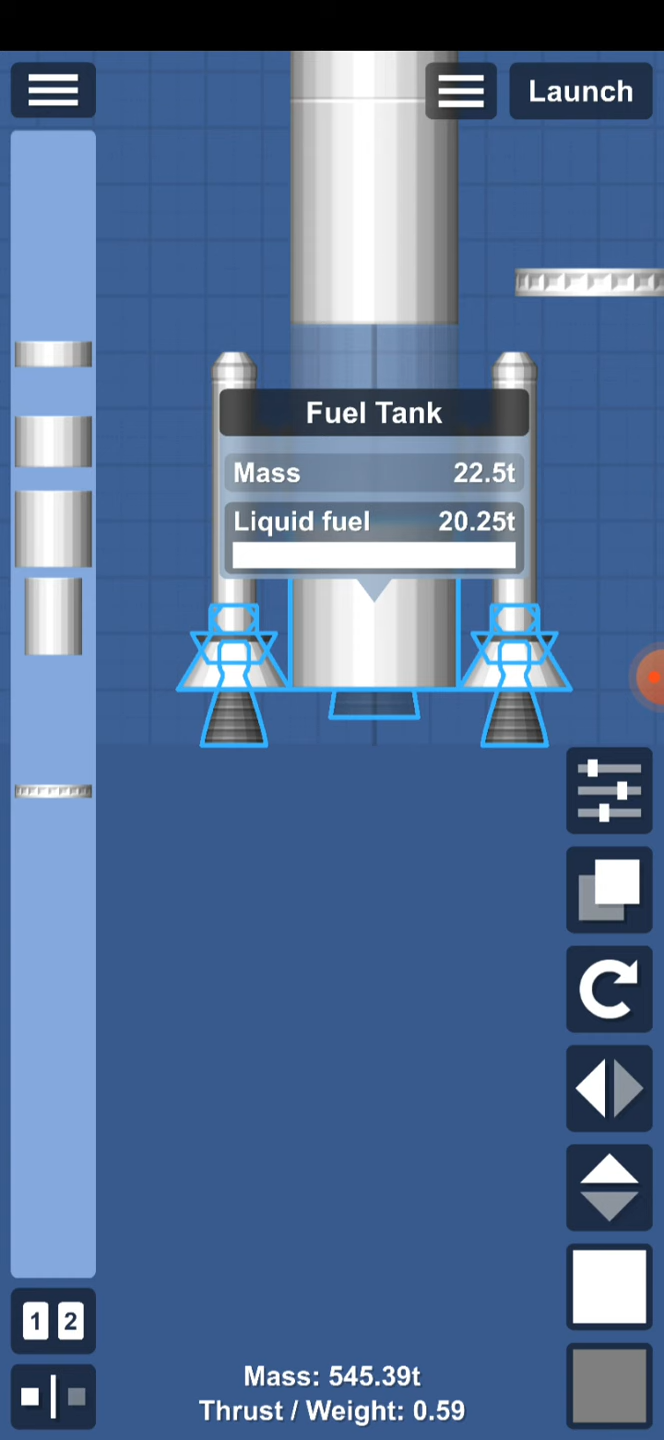 Launch
Fuel Tank
Mass 22.5t
Liquid fuel 20.25t
1 2
Mass: 545.39t
Thrust / Weight: 0.59